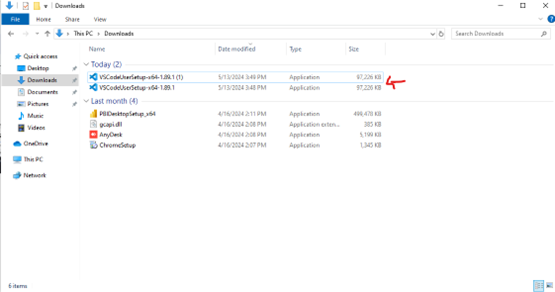 Downloads
File Home Share View
This PC > Downloads
Search Downloads
Name Date modified Type Size
Quick access
Desktop
Downloads
Documents
Pictures
Music
Videos
OneDrive
This PC
Network
Today (2)
VSCodeUserSetup-x64-1.89.1 (1) 5/13/2024 3:48 PM Application 97,226 KB
VSCodeUserSetup-x64-1.89.1 5/13/2024 3:48 PM Application 97,226 KB
Last month (4)
PBIDesktopSetup_x64 4/16/2024 2:11 PM Application
gcapi.dll 4/16/2024 2:08 PM Application exten... 385 KB
AnyDesk 4/16/2024 2:08 PM Application 5,199 KB
ChromeSetup 4/16/2024 2:07 PM Application 1,345 KB
6 items